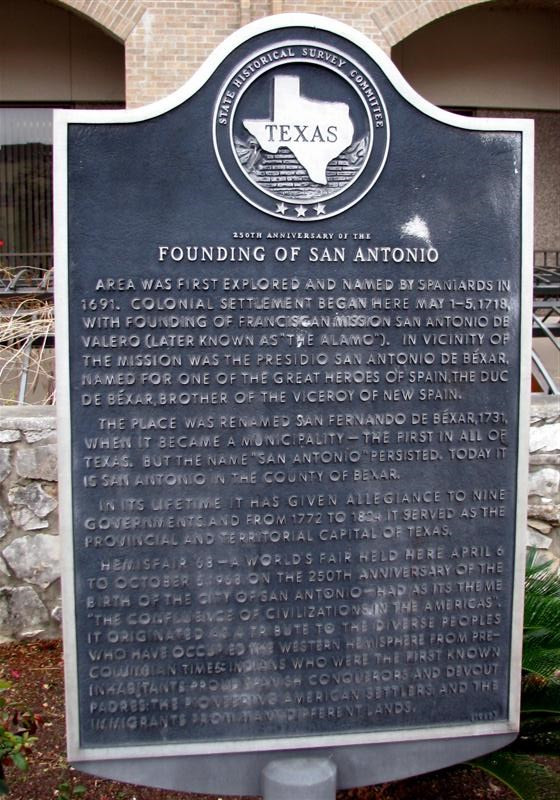 STATE HISTORICAL SURVEY COMMITTEE
TEXAS
250TH ANNIVERSARY OF THE
FOUNDING OF SAN ANTONIO
AREA WAS FIRST EXPLORED AND NAMED BY SPANIARDS IN
1691. COLONIAL SETTLEMENT BEGAN HERE MAY 1-5, 1718,
WITH FOUNDING OF FRANCISCAN MISSION SAN ANTONIO DE
VALERO (LATER KNOWN AS "THE ALAMO"). IN VICINITY OF
THE MISSION WAS THE PRESIDIO SAN ANTONIO DE BÉXAR,
NAMED FOR ONE OF THE GREAT HEROES OF SPAIN, THE DUC
DE BÉXAR, BROTHER OF THE VICEROY OF NEW SPAIN.
THE PLACE WAS RENAMED SAN FERNANDO DE BÉXAR, 1731,
WHEN IT BECAME A MUNICIPALITY — THE FIRST IN ALL OF
TEXAS. BUT THE NAME "SAN ANTONIO" PERSISTED. TODAY IT
IS SAN ANTONIO IN THE COUNTY OF BEXAR.
IN ITS LIFETIME IT HAS GIVEN ALLEGIANCE TO NINE
GOVERNMENTS AND FROM 1772 TO 1824 IT SERVED AS THE
PROVINCIAL AND TERRITORIAL CAPITAL OF TEXAS.
HEMISFAIR 68 — A WORLD'S FAIR HELD HERE APRIL 6
TO OCTOBER 6, 1968 ON THE 250TH ANNIVERSARY OF THE
BIRTH OF THE CITY OF SAN ANTONIO — HAD AS ITS THEME
"THE CONFLUENCE OF CIVILIZATIONS IN THE AMERICAS".
IT ORIGINATED AS A TRIBUTE TO THE DIVERSE PEOPLES
WHO HAVE OCCUPIED THE WESTERN HEMISPHERE FROM PRE-
COLUMBIAN TIMES: INDIANS WHO WERE THE FIRST KNOWN
INHABITANTS PROUD SPANISH CONQUERORS AND DEVOUT
PADRES: THE PIONEERING AMERICAN SETTLERS AND THE
IMMIGRANTS FROM MANY DIFFERENT LANDS.